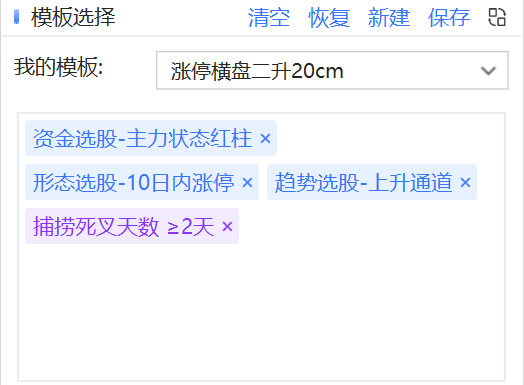 模板选择 清空 恢复 新建 保存
我的模板: 涨停横盘二升20cm
资金选股-主力状态红柱 ×
形态选股-10日内涨停 × 趋势选股-上升通道 ×
捕捞死叉天数 ≥2天 ×